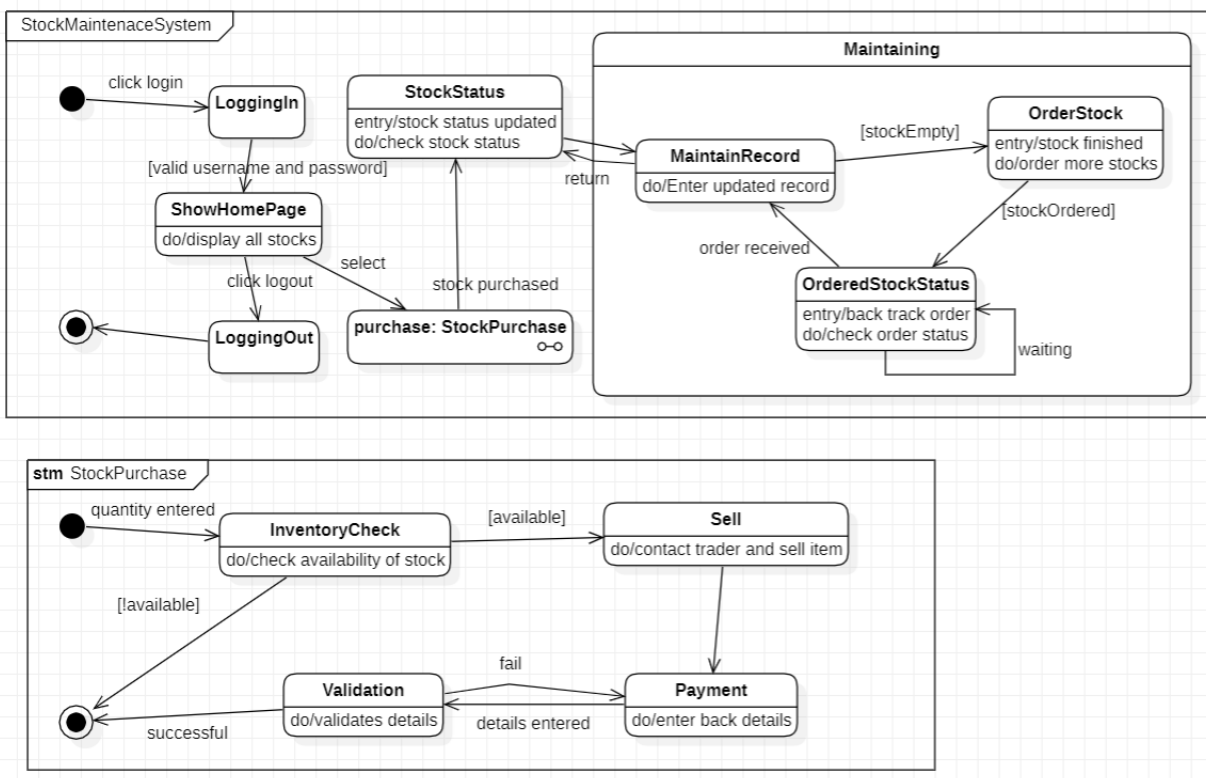 StockMaintenaceSystem
click login
LoggingIn
[valid username and password]
ShowHomePage
do/display all stocks
click logout
select
LoggingOut
StockStatus
entry/stock status updated
do/check stock status
return
stock purchased
purchase: StockPurchase
Maintaining
MaintainRecord
do/Enter updated record
[stockEmpty]
OrderStock
entry/stock finished
do/order more stocks
[stockOrdered]
order received
OrderedStockStatus
entry/back track order
do/check order status
waiting
stm StockPurchase
quantity entered
InventoryCheck
do/check availability of stock
[available]
Sell
do/contact trader and sell item
[!available]
Validation
do/validates details
fail
Payment
do/enter back details
details entered
successful